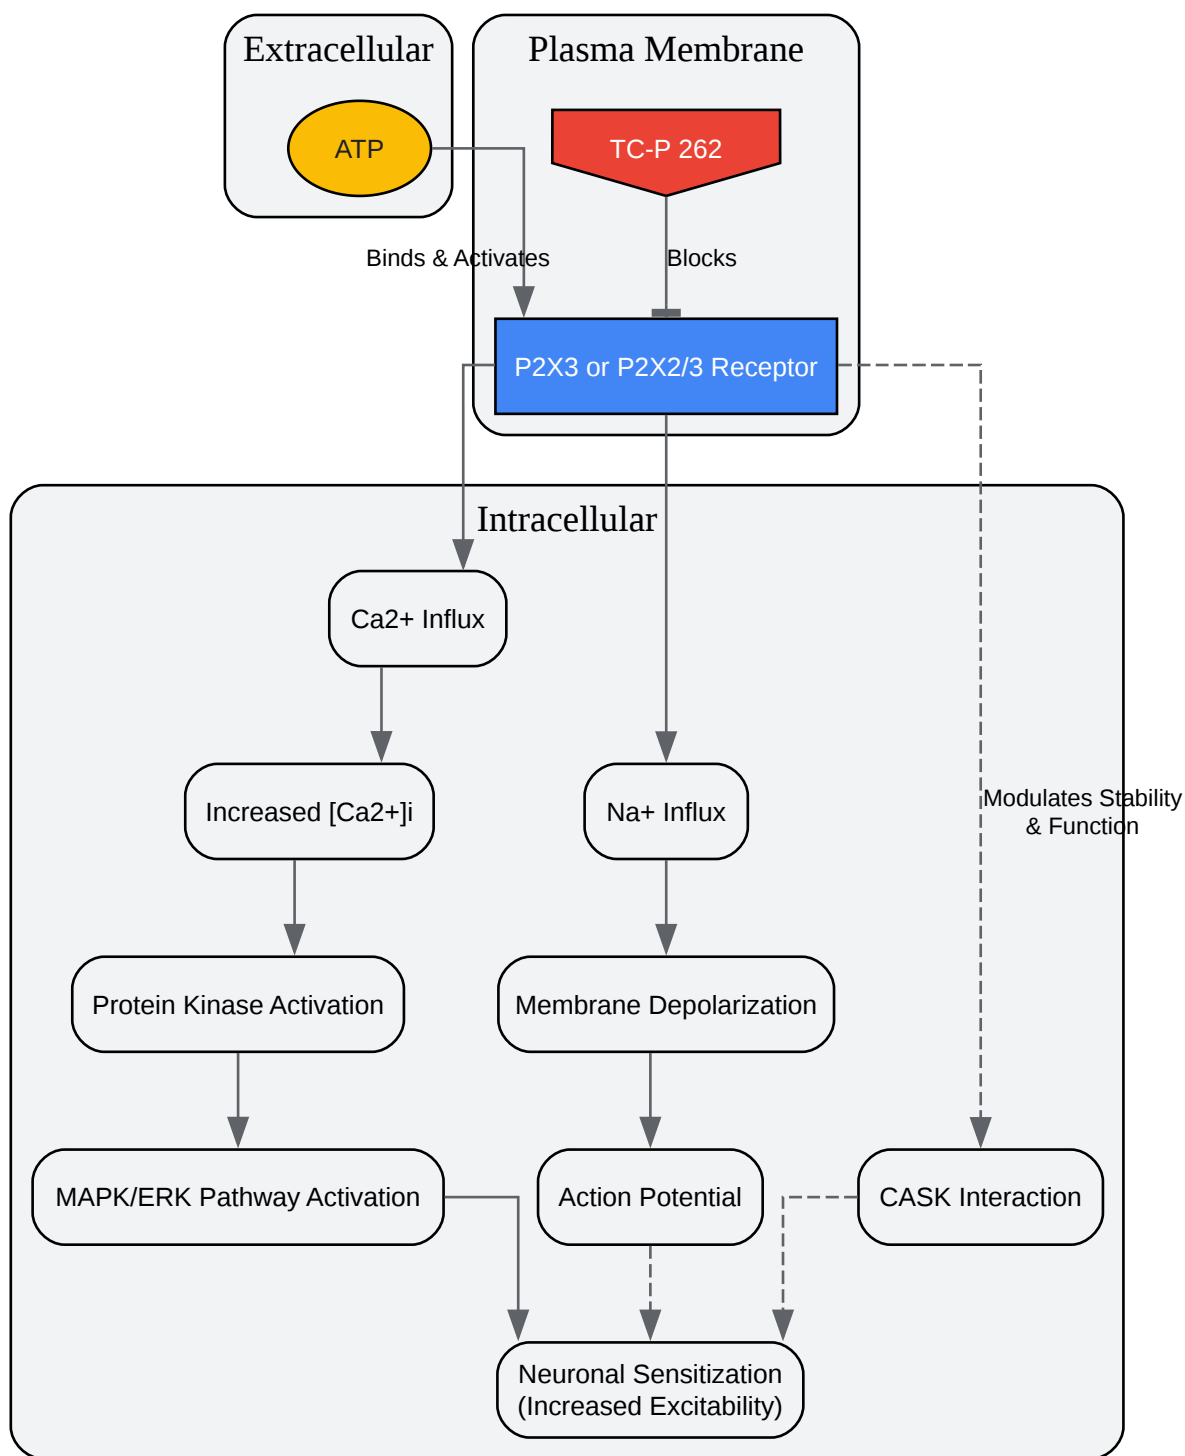 Extracellular
Plasma Membrane
ATP
TC-P 262
Binds & Activates
Blocks
P2X3 or P2X2/3 Receptor
Intracellular
Ca2+ Influx
Increased [Ca2+]i
Na+ Influx
Modulates Stability
& Function
Protein Kinase Activation
Membrane Depolarization
MAPK/ERK Pathway Activation
Action Potential
CASK Interaction
Neuronal Sensitization
(Increased Excitability)